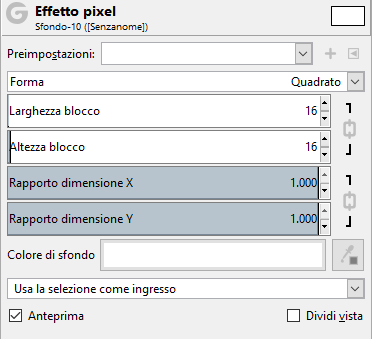 Effetto pixel
Sfondo-10 ([Senzanome])
Preimpostazioni:
Forma Quadrato
Larghezza blocco 16
Altezza blocco 16
Rapporto dimensione X 1.000
Rapporto dimensione Y 1.000
Colore di sfondo
Usa la selezione come ingresso
Anteprima Dividi vista